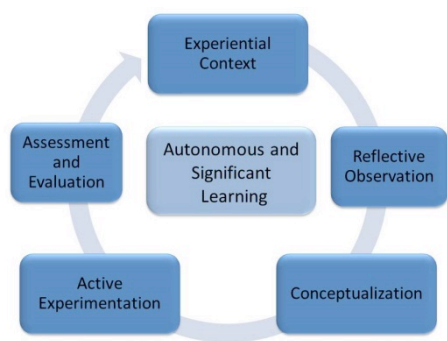 Experiential
Context
Reflective
Observation
Conceptualization
Active
Experimentation
Assessment
and
Evaluation
Autonomous and
Significant
Learning